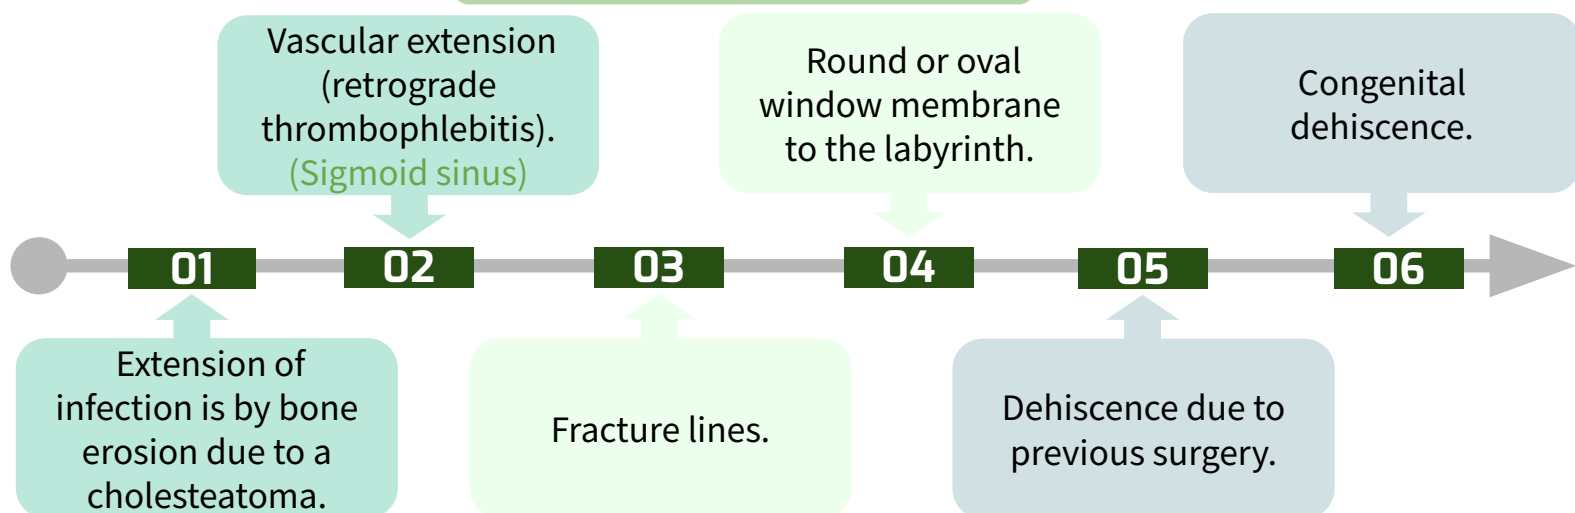 Vascular extension
(retrograde
thrombophlebitis).
(Sigmoid sinus)
Round or oval
window membrane
to the labyrinth.
Congenital
dehiscence.
01
02
03
04
05
06
Extension of
infection is by bone
erosion due to a
cholesteatoma.
Fracture lines.
Dehiscence due to
previous surgery.